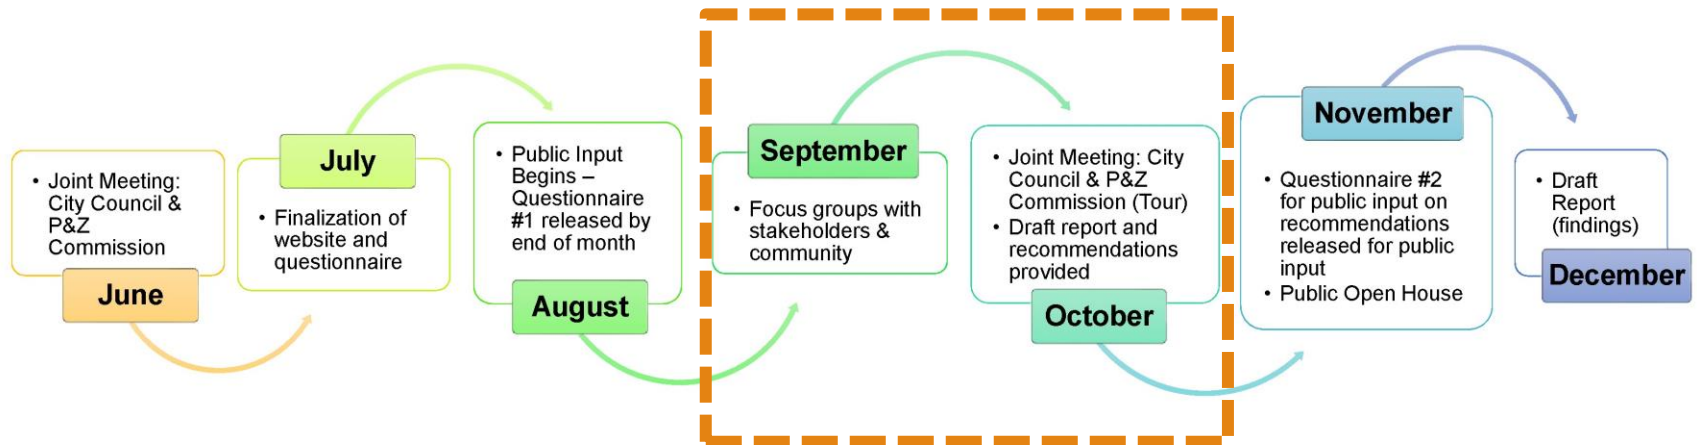 • Joint Meeting:
City Council &
P&Z
Commission
June
July
• Finalization of
website and
questionnaire
• Public Input
Begins –
Questionnaire
#1 released by
end of month
August
September
• Focus groups with
stakeholders &
community
• Joint Meeting: City
Council & P&Z
Commission (Tour)
• Draft report and
recommendations
provided
October
November
• Questionnaire #2
for public input on
recommendations
released for public
input
• Public Open House
• Draft
Report
(findings)
December